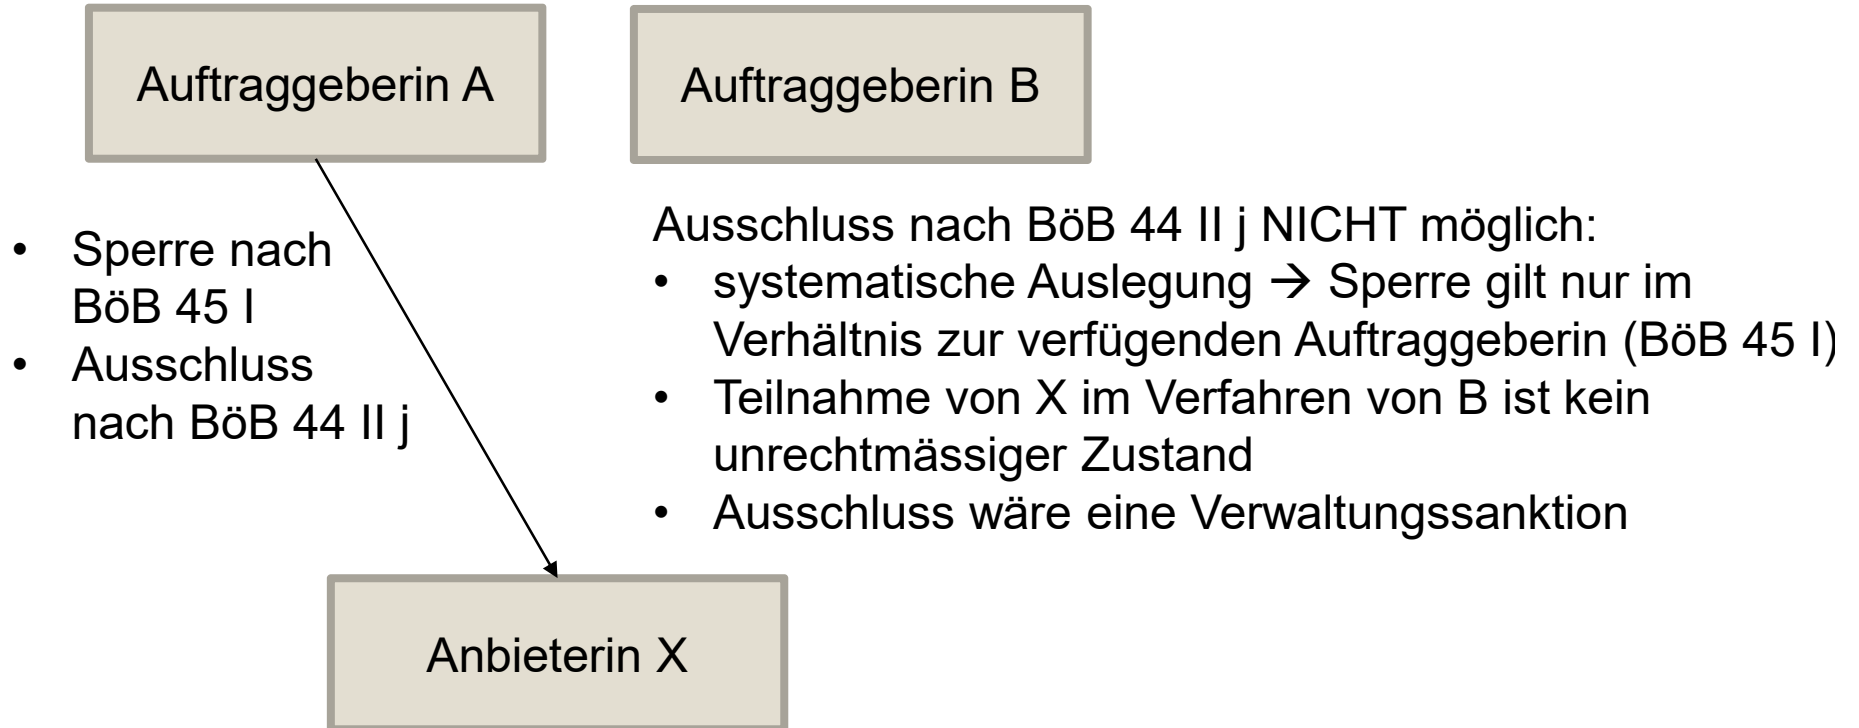 Auftraggeberin A
Auftraggeberin B
• Sperre nach
BöB 45 I
• Ausschluss
nach BöB 44 II j
Ausschluss nach BöB 44 II j NICHT möglich:
• systematische Auslegung → Sperre gilt nur im
Verhältnis zur verfügenden Auftraggeberin (BöB 45 I)
• Teilnahme von X im Verfahren von B ist kein
unrechtmässiger Zustand
• Ausschluss wäre eine Verwaltungssanktion
Anbieterin X